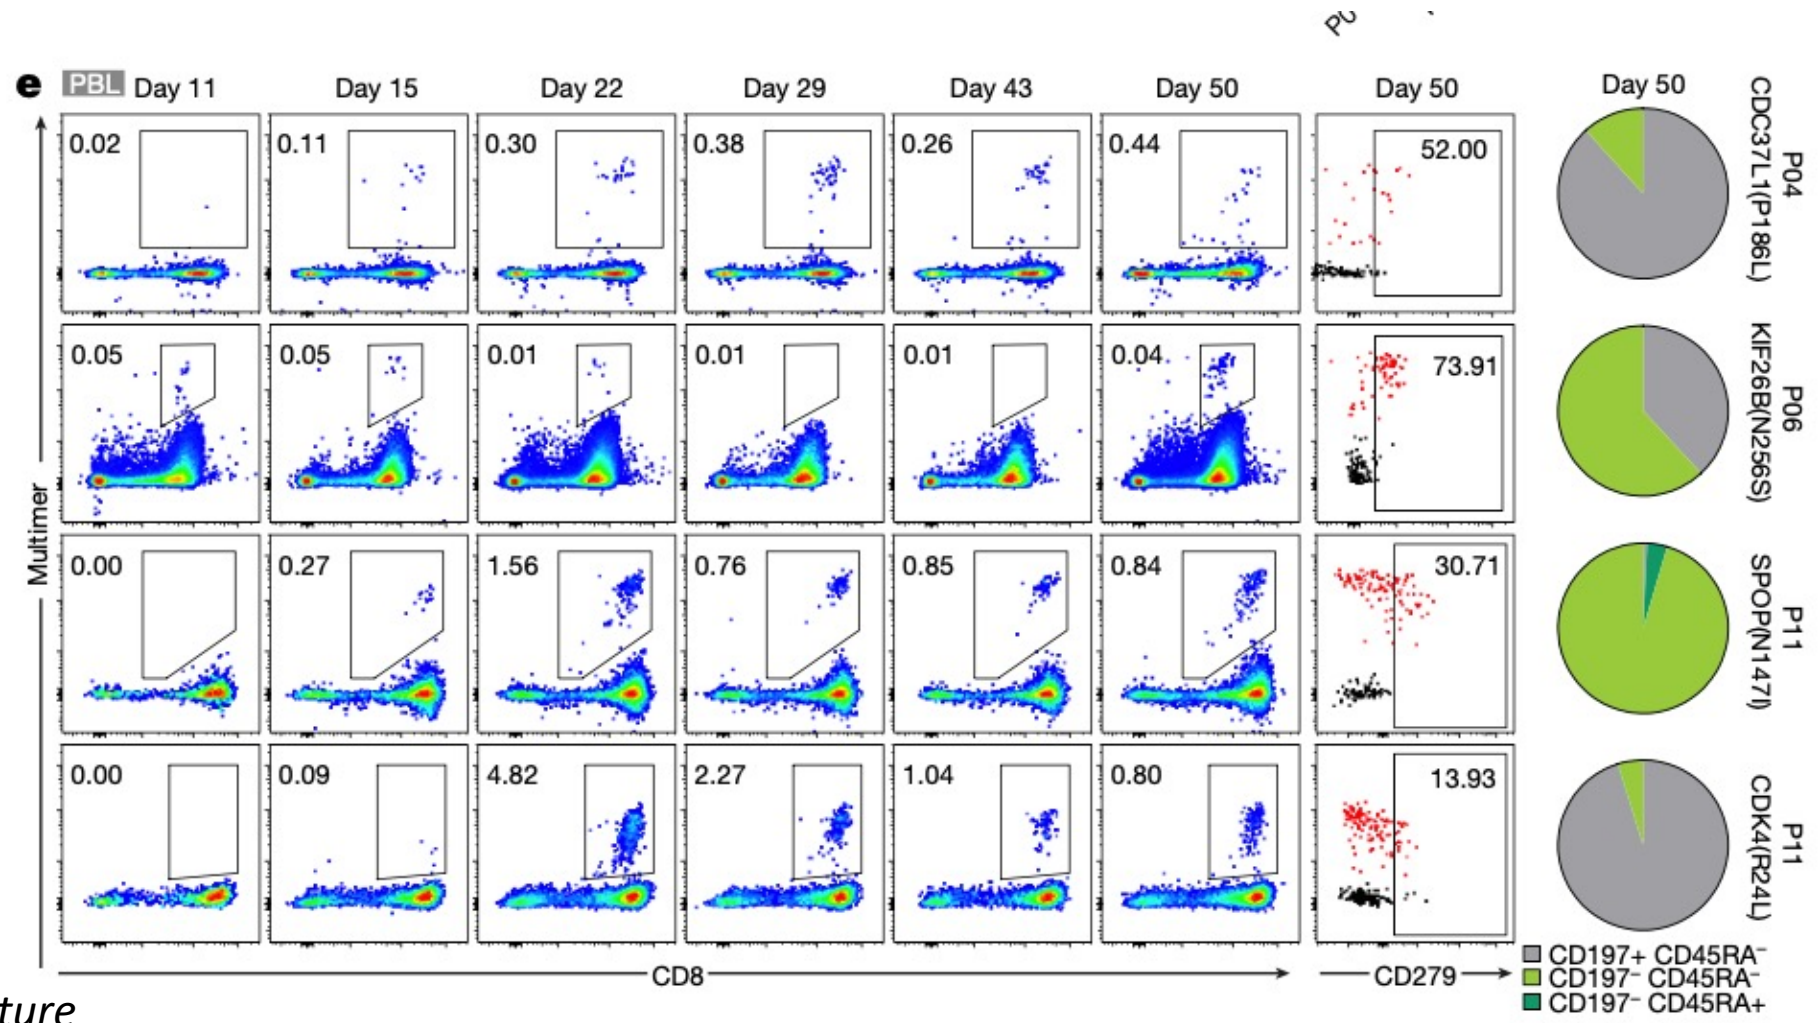 P0
e PBL Day 11 Day 15 Day 22 Day 29 Day 43 Day 50 Day 50 Day 50
0.02 0.11 0.30 0.38 0.26 0.44 52.00
P04
CDC37L1(P186L)
0.05 0.05 0.01 0.01 0.01 0.04 73.91
P06
KIF26B(N256S)
0.00 0.27 1.56 0.76 0.85 0.84 30.71
P11
SPOP(N147I)
0.00 0.09 4.82 2.27 1.04 0.80 13.93
P11
CDK4(R24L)
Multimer
CD8
CD279
CD197+ CD45RA−
CD197− CD45RA−
CD197− CD45RA+
ture